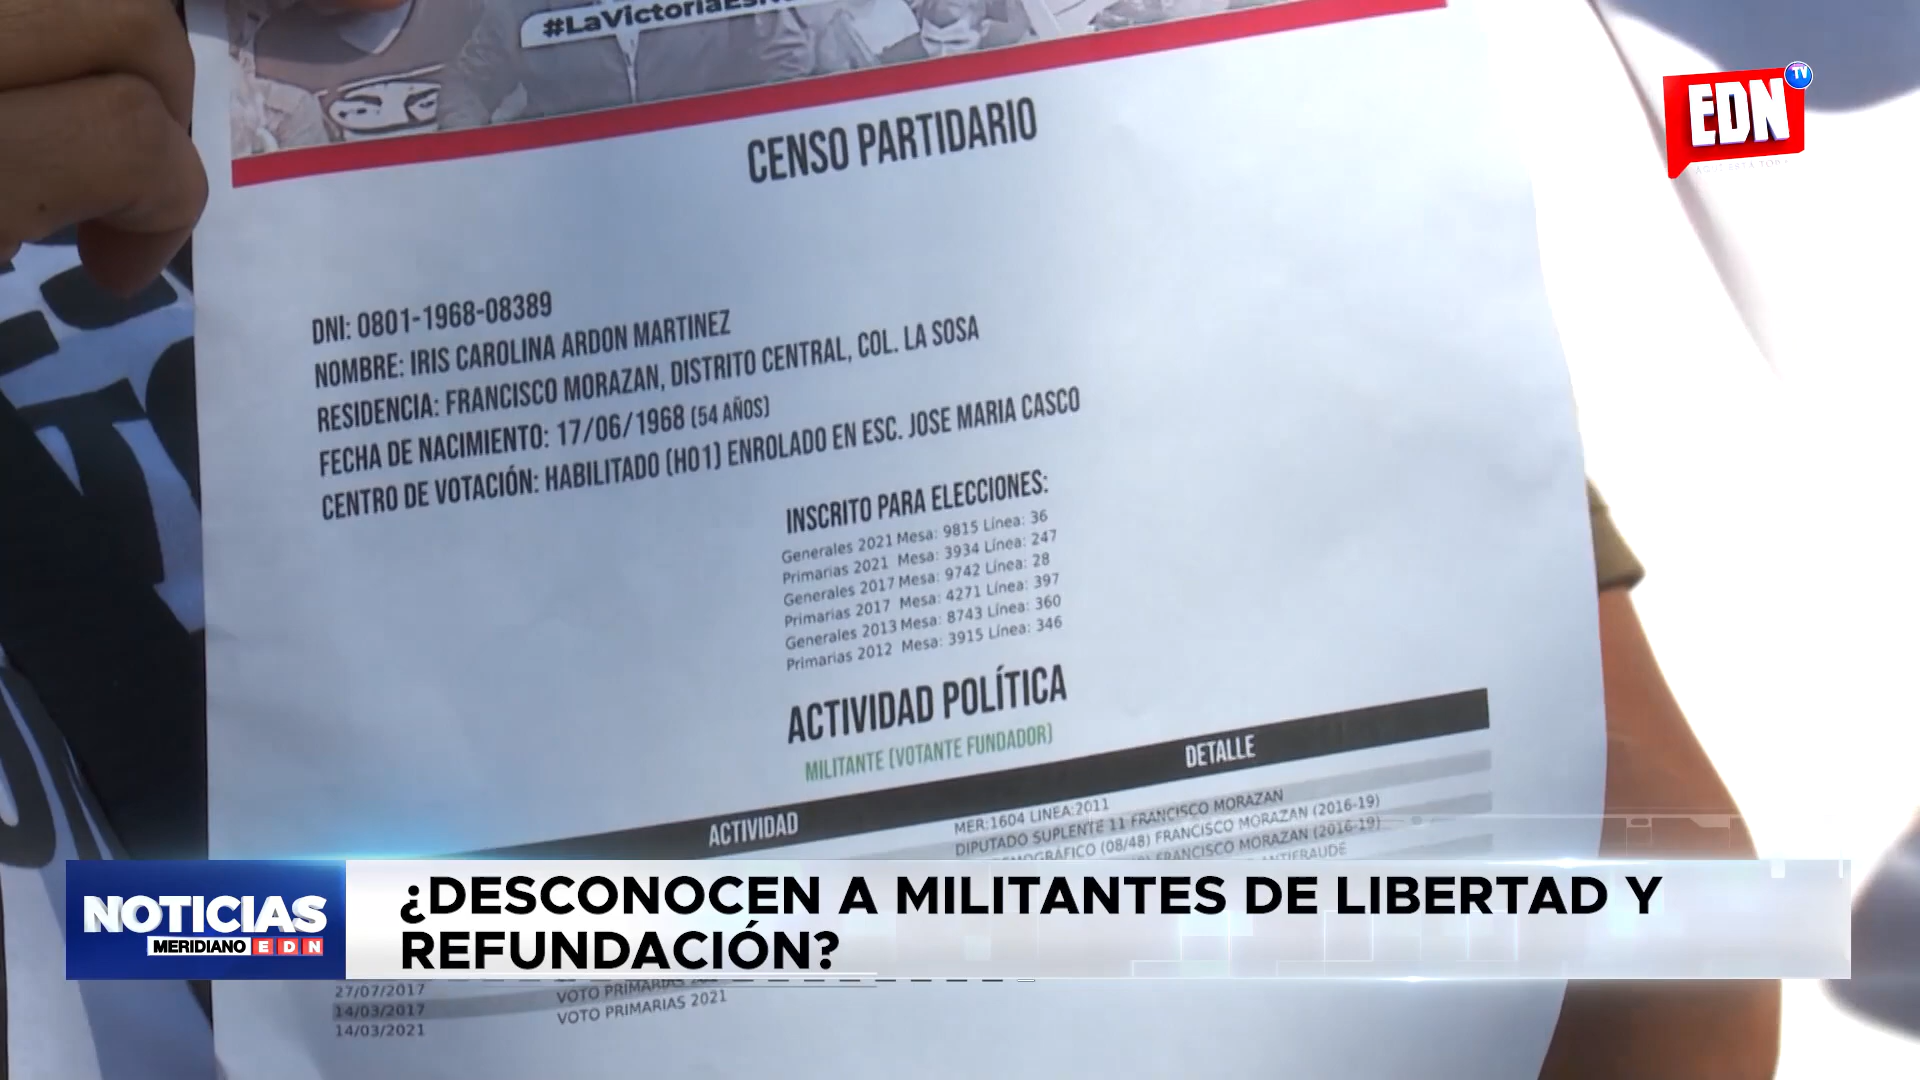 #LaVictoriaEs
EDN TV
CENSO PARTIDARIO
DNI: 0801-1968-08389
NOMBRE: IRIS CAROLINA ARDON MARTINEZ
RESIDENCIA: FRANCISCO MORAZAN, DISTRITO CENTRAL, COL. LA SOSA
FECHA DE NACIMIENTO: 17/06/1968 (54 AÑOS)
CENTRO DE VOTACIÓN: HABILITADO (H01) ENROLADO EN ESC. JOSE MARIA CASCO
INSCRITO PARA ELECCIONES:
Generales 2021 Mesa: 9815 Línea: 36
Primarias 2021 Mesa: 3934 Línea: 247
Generales 2017 Mesa: 9742 Línea: 28
Primarias 2017 Mesa: 4271 Línea: 397
Generales 2013 Mesa: 8743 Línea: 360
Primarias 2012 Mesa: 3915 Línea: 346
ACTIVIDAD POLÍTICA
MILITANTE (VOTANTE FUNDADOR)
ACTIVIDAD DETALLE
MER:1604 LINEA:2011
DIPUTADO SUPLENTE 11 FRANCISCO MORAZAN
(08/48) FRANCISCO MORAZAN (2016-19)
FRANCISCO MORAZAN (2016-19)
ANTIFRAUDE
NOTICIAS
MERIDIANO EDN
¿DESCONOCEN A MILITANTES DE LIBERTAD Y
REFUNDACIÓN?
27/07/2017
14/03/2017 VOTO PRIMARIAS
14/03/2021 VOTO PRIMARIAS 2021